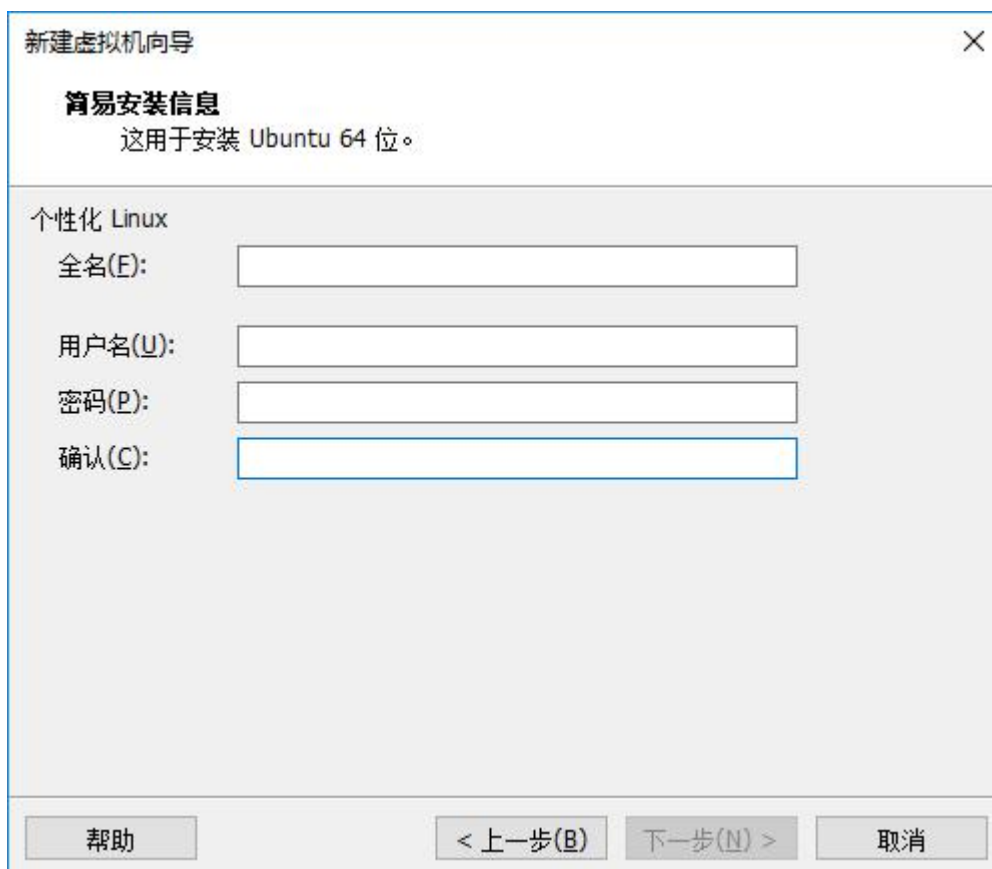 新建虚拟机向导
简易安装信息
这用于安装 Ubuntu 64 位。
个性化 Linux
全名(F):
用户名(U):
密码(P):
确认(C):
帮助 < 上一步(B) 下一步(N) > 取消